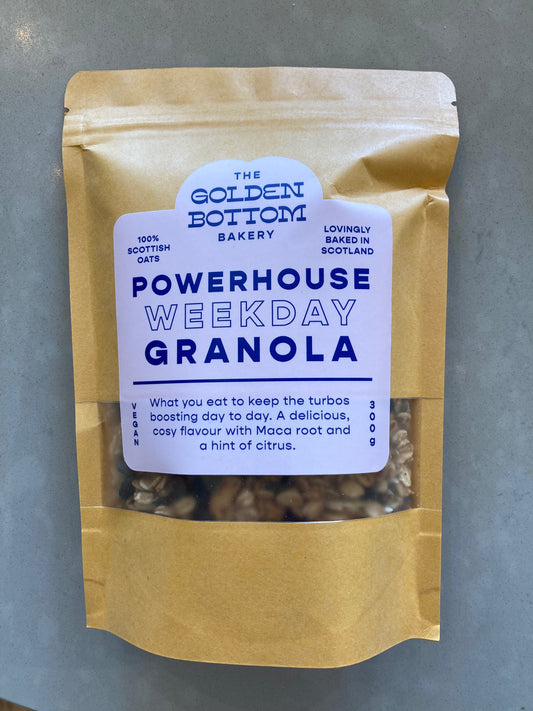 THE
GOLDEN
BOTTOM
BAKERY
100%
SCOTTISH
OATS
LOVINGLY
BAKED IN
SCOTLAND
POWERHOUSE
WEEKDAY
GRANOLA
VEGAN
What you eat to keep the turbos
boosting day to day. A delicious,
cosy flavour with Maca root and
a hint of citrus.
300g